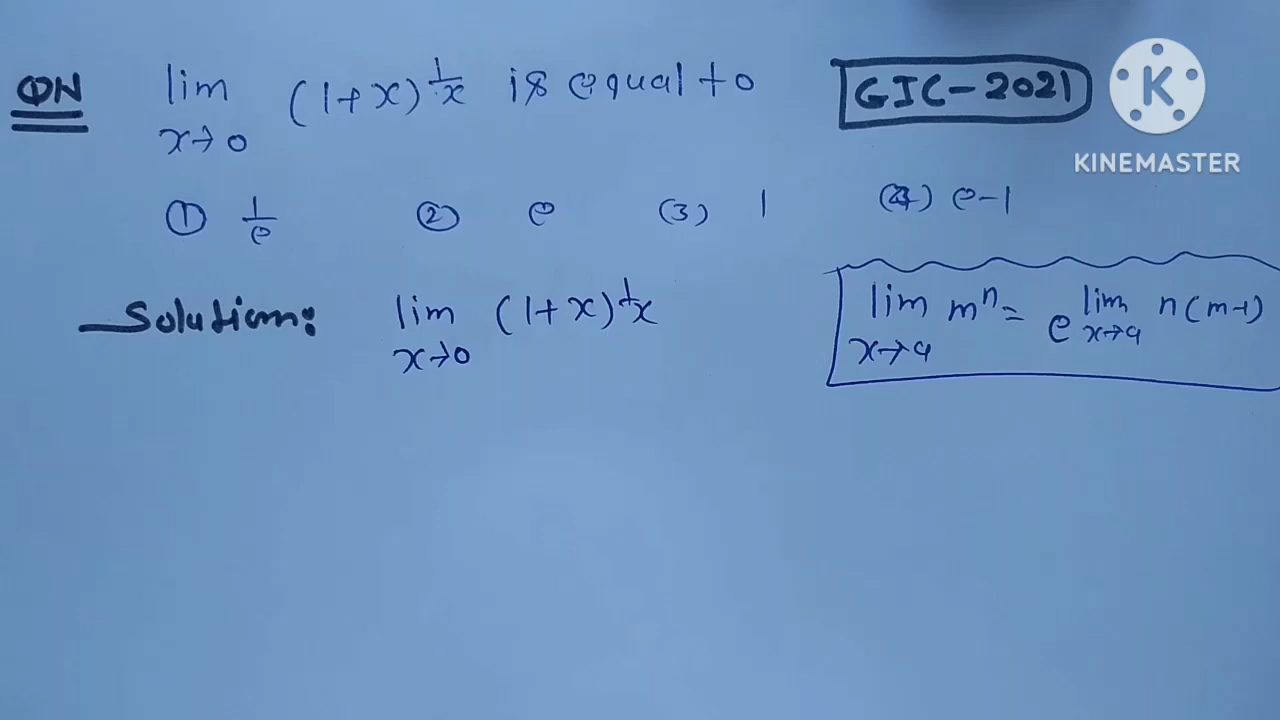 QN lim x→0 (1+x)^1/x is equal to GIC-2021
K
KINEMASTER
① 1/e ② e (3) 1 (4) e-1
Solution: lim x→0 (1+x)^1/x
lim x→a m^n = e^lim x→a n(m-1)